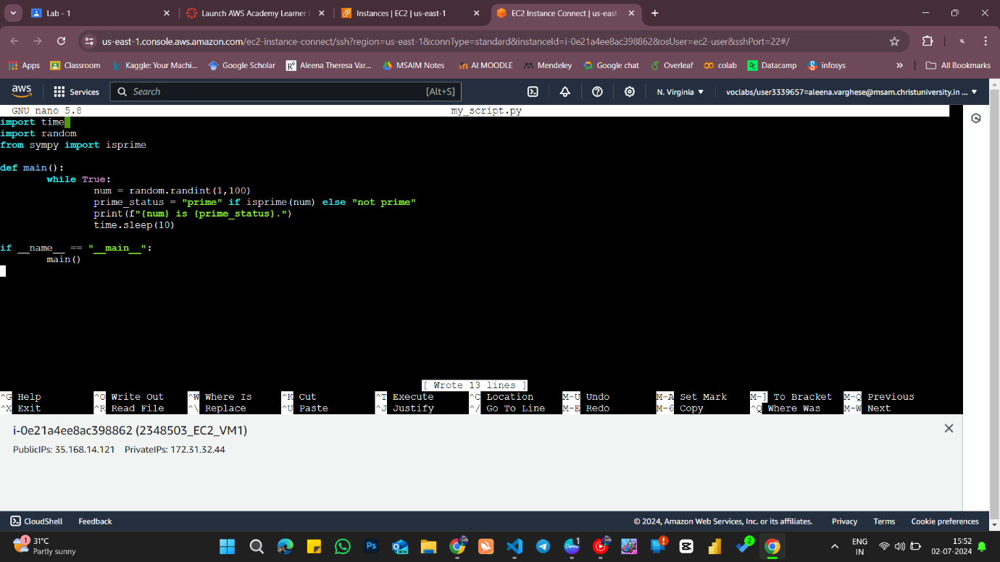 Lab - 1
Launch AWS Academy Learner
Instances | EC2 | us-east-1
EC2 Instance Connect | us-east
us-east-1.console.aws.amazon.com/ec2-instance-connect/ssh?region=us-east-1&connType=standard&instanceId=i-0e21a4ee8ac398862&osUser=ec2-user&sshPort=22#/
Apps Classroom Kaggle: Your Machi... Google Scholar Aleena Theresa Var... MSAIM Notes AI MOODLE Mendeley Google chat Overleaf colab Datacamp infosys All Bookmarks
aws Services Search [Alt+S] N. Virginia voclabs/user3339657=aleena.varghese@msam.christuniversity.in ...
GNU nano 5.8 my_script.py
import time
import random
from sympy import isprime
def main():
while True:
num = random.randint(1,100)
prime_status = "prime" if isprime(num) else "not prime"
print(f"{num} is {prime_status}.")
time.sleep(10)
if __name__ == "__main__":
main()
[ Wrote 13 lines ]
^G Help ^O Write Out ^W Where Is ^K Cut ^T Execute ^C Location M-U Undo M-A Set Mark M-] To Bracket M-Q Previous
^X Exit ^R Read File ^\ Replace ^U Paste ^J Justify ^/ Go To Line M-E Redo M-6 Copy ^Q Where Was M-W Next
i-0e21a4ee8ac398862 (2348503_EC2_VM1)
PublicIPs: 35.168.14.121 PrivateIPs: 172.31.32.44
CloudShell Feedback © 2024, Amazon Web Services, Inc. or its affiliates. Privacy Terms Cookie preferences
1 31°C
Partly sunny
Ps NEW Canva 1 2
ENG
IN
15:52
02-07-2024